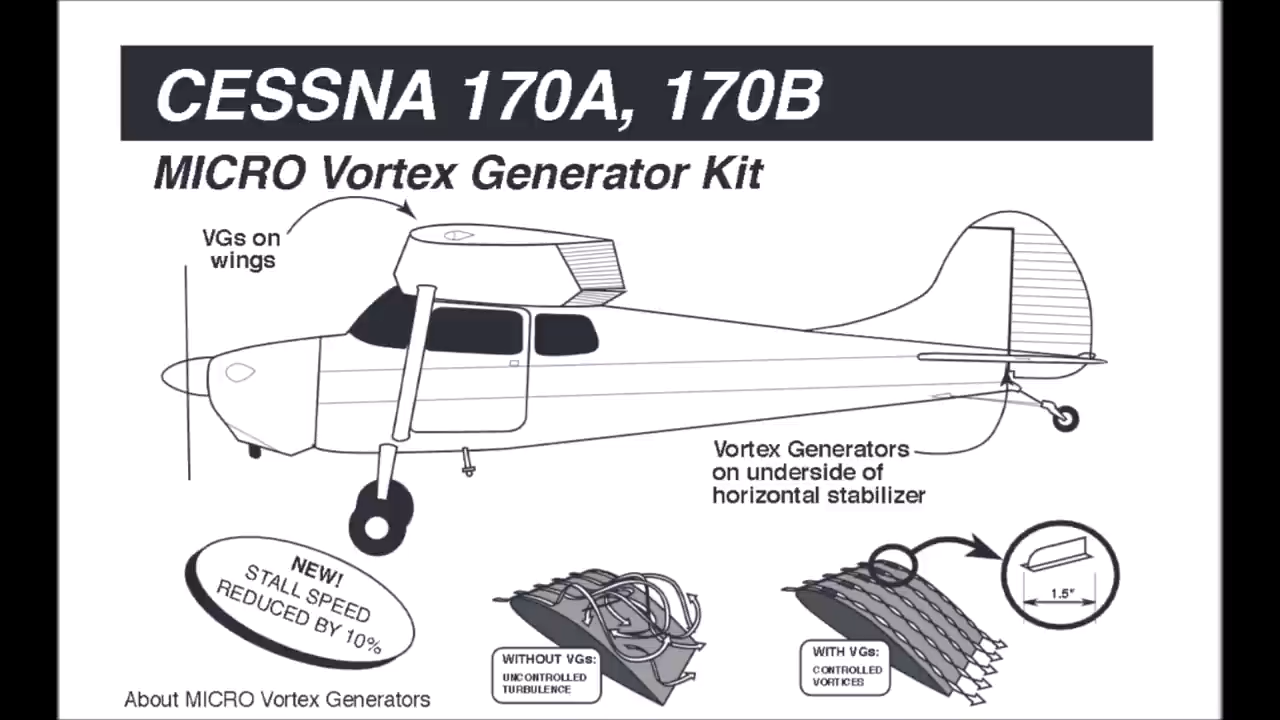 CESSNA 170A, 170B
MICRO Vortex Generator Kit
VGs on
wings
Vortex Generators
on underside of
horizontal stabilizer
NEW!
STALL SPEED
REDUCED BY 10%
1.5"
WITHOUT VGs:
UNCONTROLLED
TURBULENCE
WITH VGs:
CONTROLLED
VORTICES
About MICRO Vortex Generators